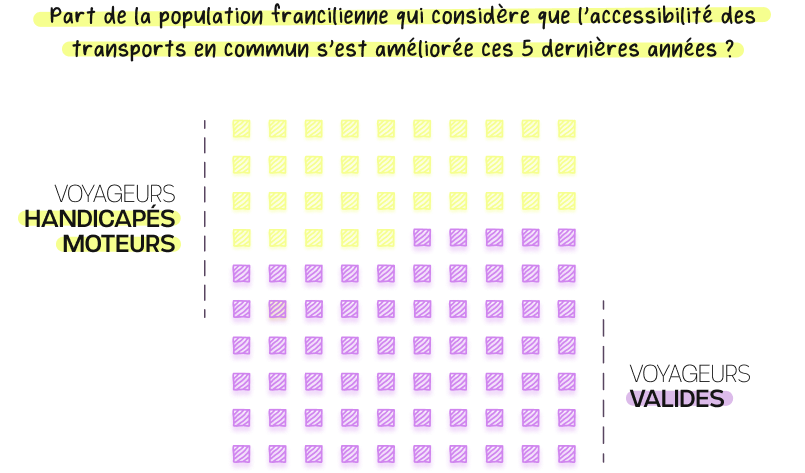 Part de la population francilienne qui considère que l'accessibilité des
transports en commun s'est améliorée ces 5 dernières années ?
VOYAGEURS
HANDICAPÉS
MOTEURS
VOYAGEURS
VALIDES